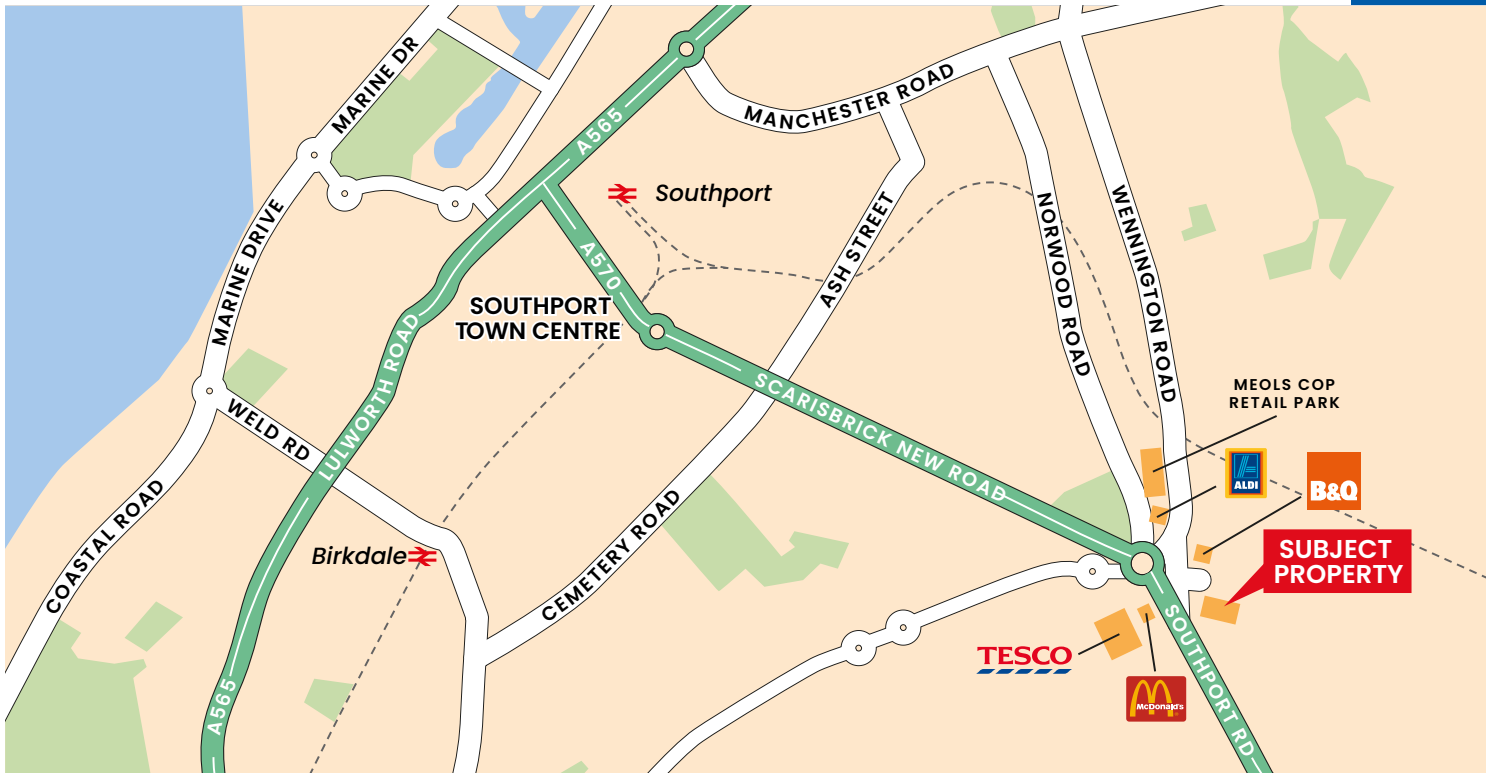 MARINE DR
A565
MANCHESTER ROAD
Southport
MARINE DRIVE
A570
ASH STREET
NORWOOD ROAD
WENNINGTON ROAD
SOUTHPORT
TOWN CENTRE
LULWORTH ROAD
SCARISBRICK NEW ROAD
MEOLS COP
RETAIL PARK
WELD RD
ALDI
B&Q
COASTAL ROAD
Birkdale
CEMETERY ROAD
SUBJECT
PROPERTY
TESCO
McDonald's
SOUTHPORT RD
A565